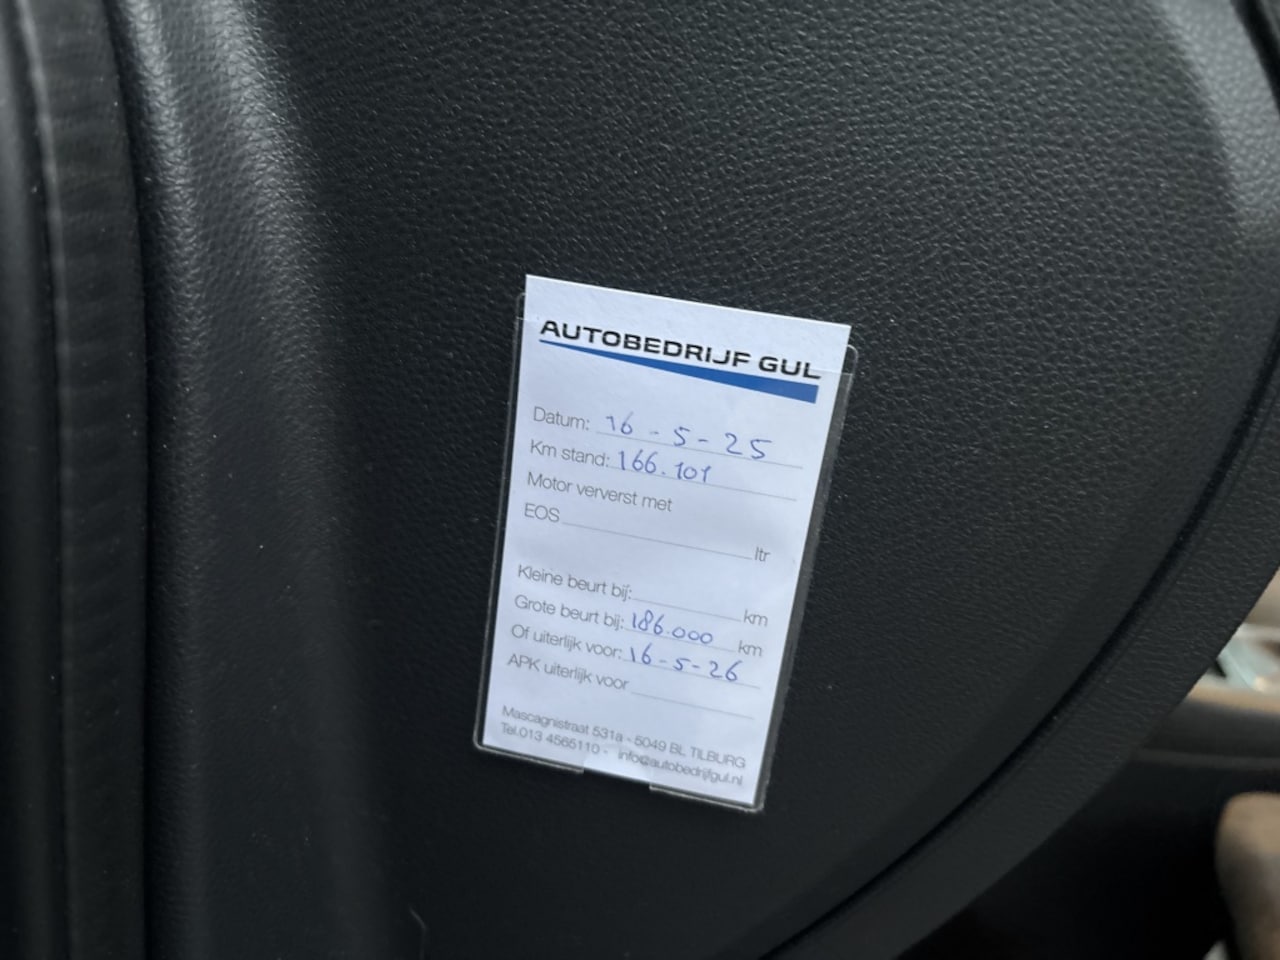 AUTOBEDRIJF GUL
Datum: 16-5-25
Km stand: 166.101
Motor ververst met
EOS ltr
Kleine beurt bij: km
Grote beurt bij: 186.000 km
Of uiterlijk voor: 16-5-26
APK uiterlijk voor
Mascagnistraat 531a - 5049 BL TILBURG
Tel.013 4565110 - info@autobedrijfgul.nl